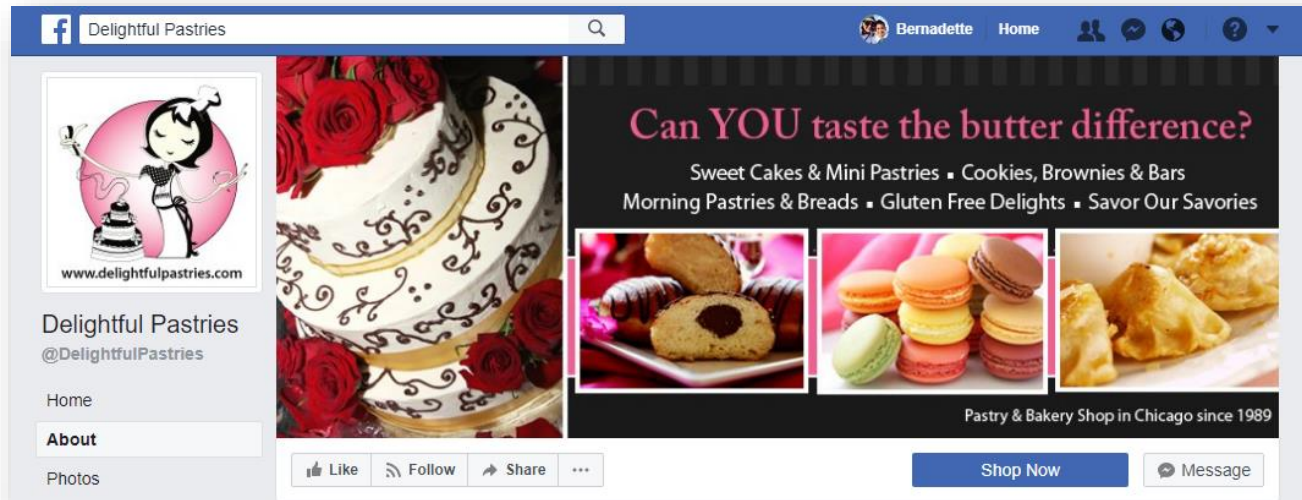 Delightful Pastries
Bernadette
Home
www.delightfulpastries.com
Delightful Pastries
@DelightfulPastries
Home
About
Photos
Can YOU taste the butter difference?
Sweet Cakes & Mini Pastries ▪ Cookies, Brownies & Bars
Morning Pastries & Breads ▪ Gluten Free Delights ▪ Savor Our Savories
Pastry & Bakery Shop in Chicago since 1989
Like
Follow
Share
Shop Now
Message